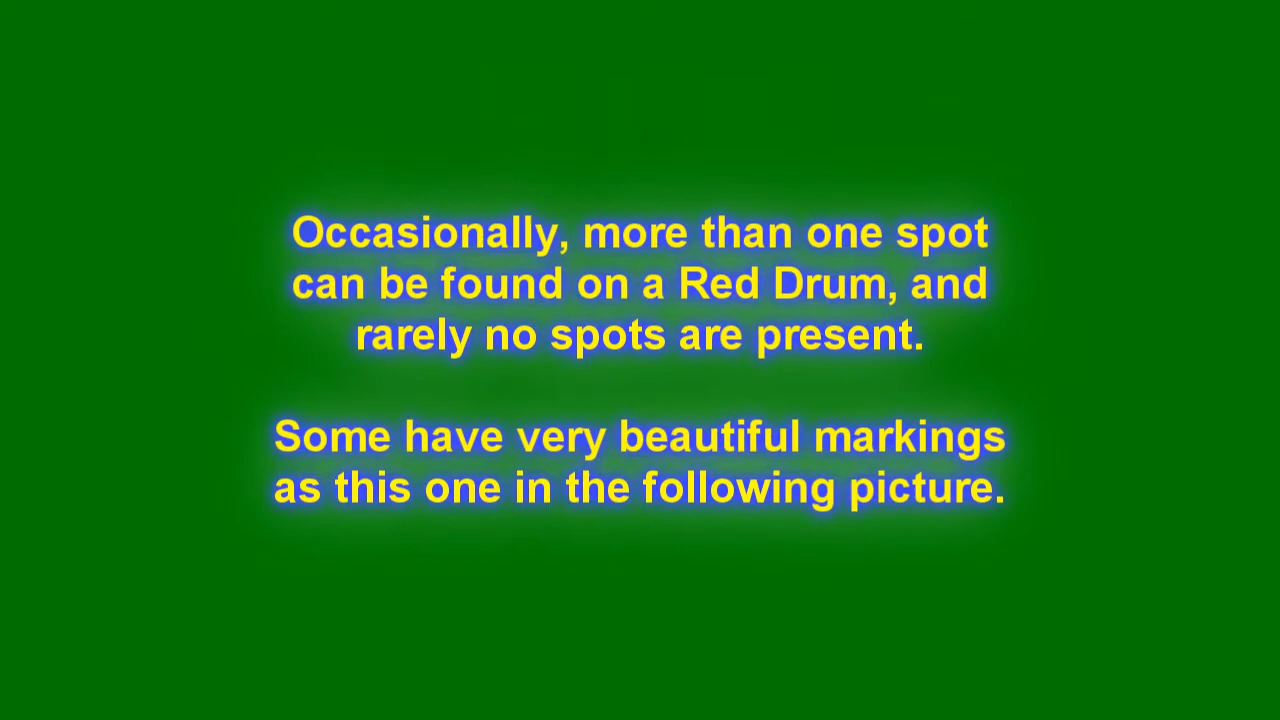 Occasionally, more than one spot
can be found on a Red Drum, and
rarely no spots are present.
Some have very beautiful markings
as this one in the following picture.